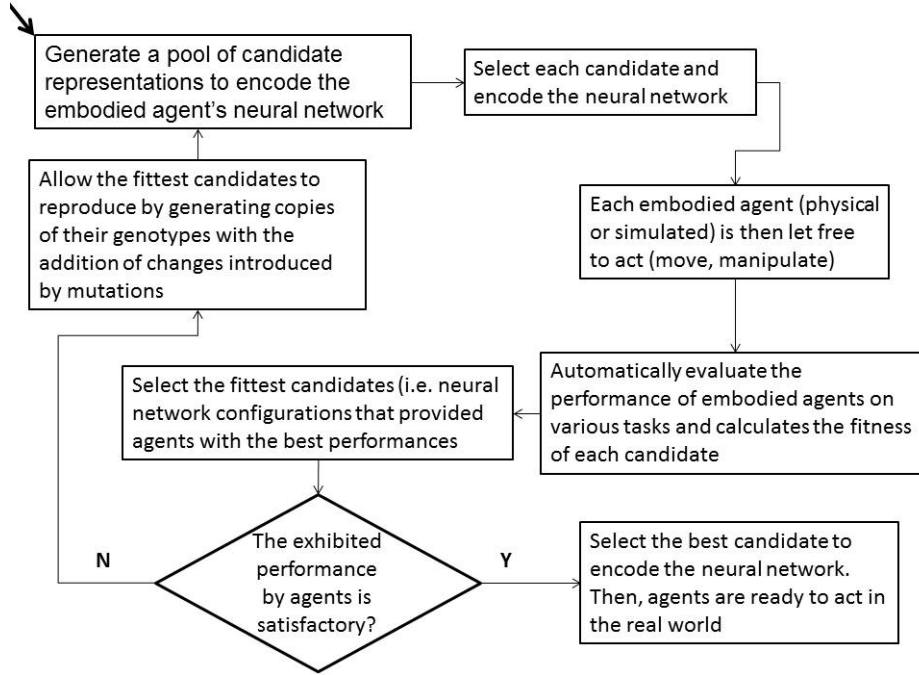 Generate a pool of candidate
representations to encode the
embodied agent's neural network
Select each candidate and
encode the neural network
Each embodied agent (physical
or simulated) is then let free
to act (move, manipulate)
Automatically evaluate the
performance of embodied agents on
various tasks and calculates the fitness
of each candidate
Select the fittest candidates (i.e. neural
network configurations that provided
agents with the best performances
The exhibited
performance
by agents is
satisfactory?
N
Allow the fittest candidates to
reproduce by generating copies
of their genotypes with the
addition of changes introduced
by mutations
Y
Select the best candidate to
encode the neural network.
Then, agents are ready to act in
the real world